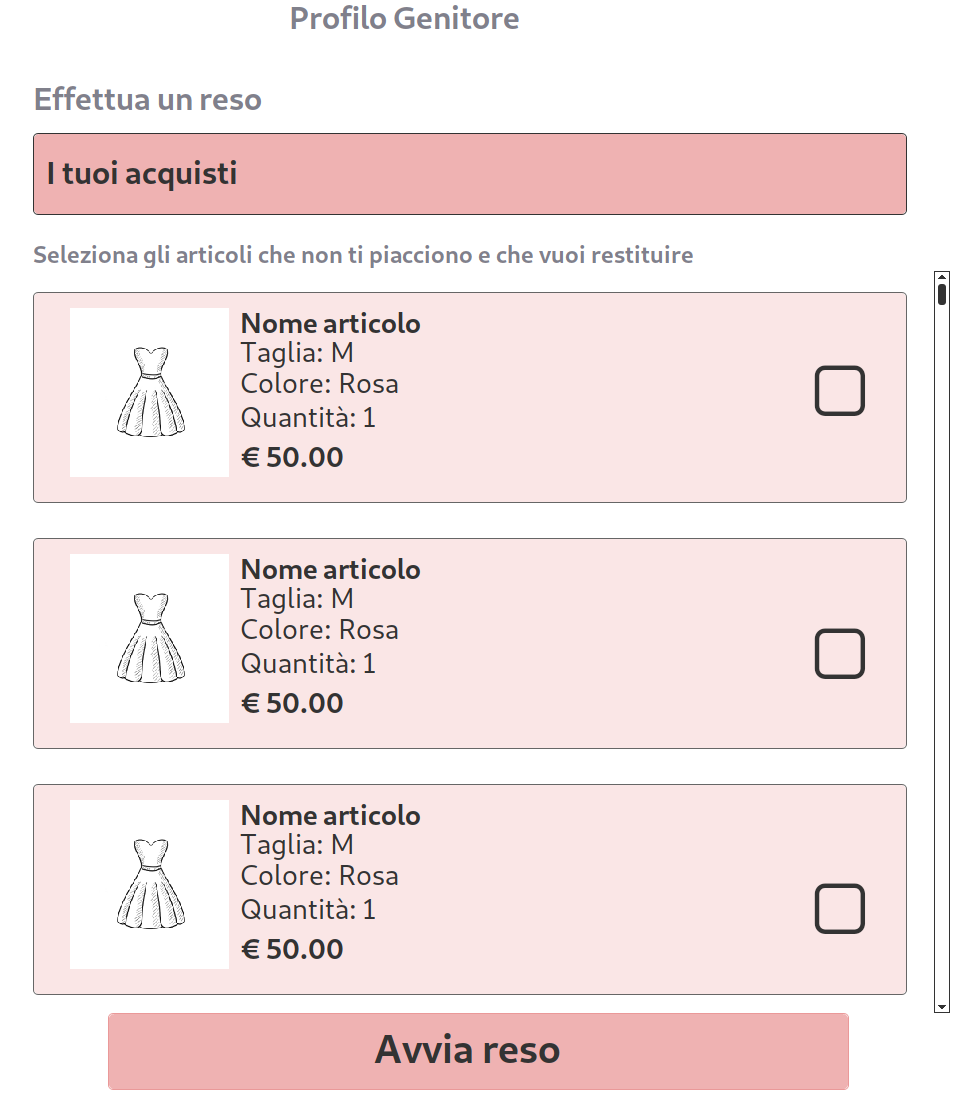 Profilo Genitore
Effettua un reso
I tuoi acquisti
Seleziona gli articoli che non ti piacciono e che vuoi restituire
Nome articolo
Taglia: M
Colore: Rosa
Quantità: 1
€ 50.00
Nome articolo
Taglia: M
Colore: Rosa
Quantità: 1
€ 50.00
Nome articolo
Taglia: M
Colore: Rosa
Quantità: 1
€ 50.00
Avvia reso